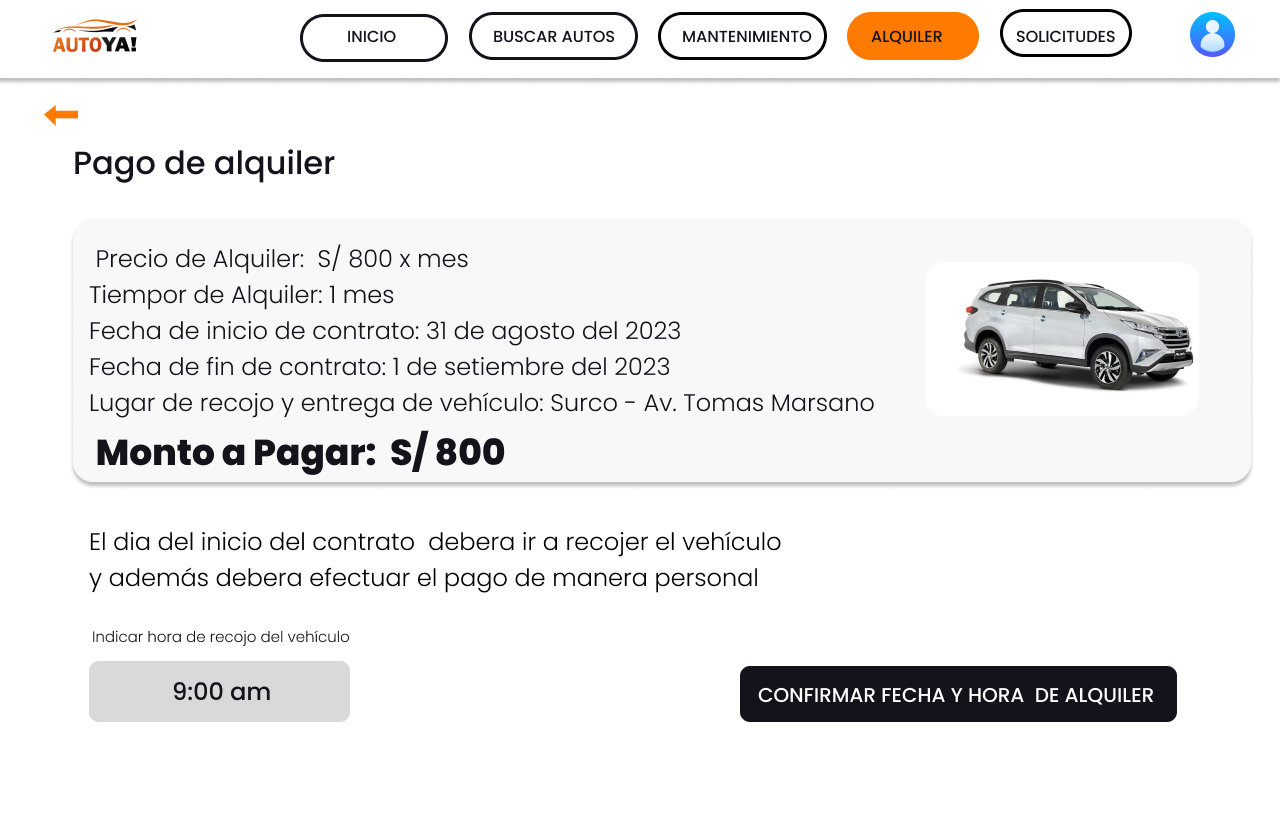 AUTOYA!
INICIO
BUSCAR AUTOS
MANTENIMIENTO
ALQUILER
SOLICITUDES
Pago de alquiler
Precio de Alquiler: S/ 800 x mes
Tiempor de Alquiler: 1 mes
Fecha de inicio de contrato: 31 de agosto del 2023
Fecha de fin de contrato: 1 de setiembre del 2023
Lugar de recojo y entrega de vehículo: Surco - Av. Tomas Marsano
Monto a Pagar: S/ 800
El dia del inicio del contrato debera ir a recojer el vehículo
y además debera efectuar el pago de manera personal
Indicar hora de recojo del vehículo
9:00 am
CONFIRMAR FECHA Y HORA DE ALQUILER